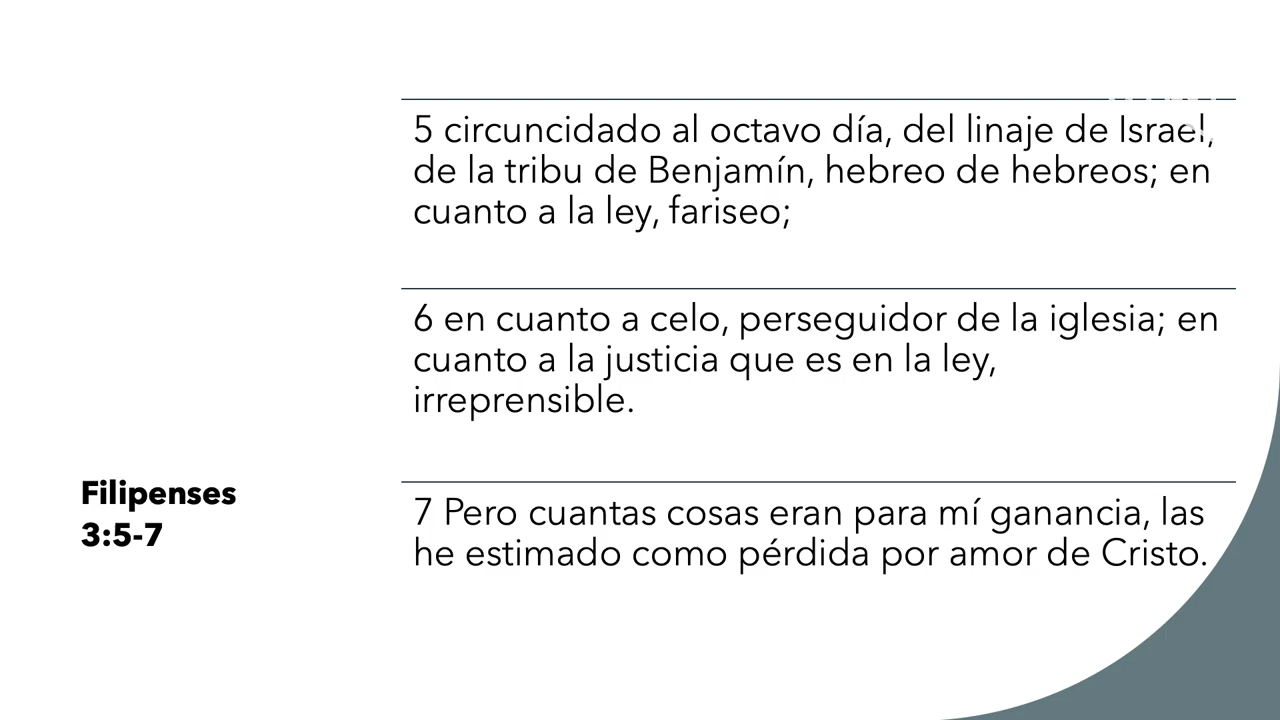 5 circuncidado al octavo día, del linaje de Israel,
de la tribu de Benjamín, hebreo de hebreos; en
cuanto a la ley, fariseo;
6 en cuanto a celo, perseguidor de la iglesia; en
cuanto a la justicia que es en la ley,
irreprensible.
Filipenses
3:5-7
7 Pero cuantas cosas eran para mí ganancia, las
he estimado como pérdida por amor de Cristo.